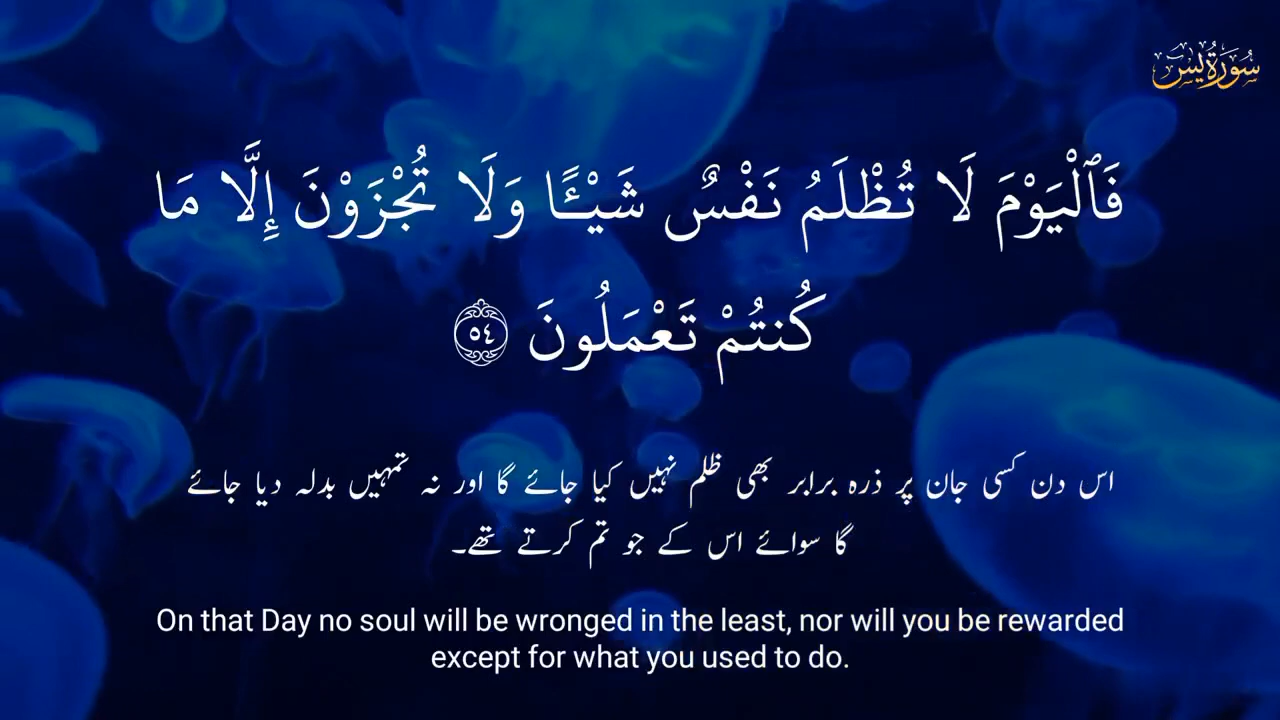 سورة يس
فَٱلْيَوْمَ لَا تُظْلَمُ نَفْسٌ شَيْـًٔا وَلَا تُجْزَوْنَ إِلَّا مَا
كُنتُمْ تَعْمَلُونَ ٥٤
اس دن کسی جان پر ذرہ برابر بھی ظلم نہیں کیا جائے گا اور نہ تمہیں بدلہ دیا جائے
گا سوائے اس کے جو تم کرتے تھے۔
On that Day no soul will be wronged in the least, nor will you be rewarded
except for what you used to do.